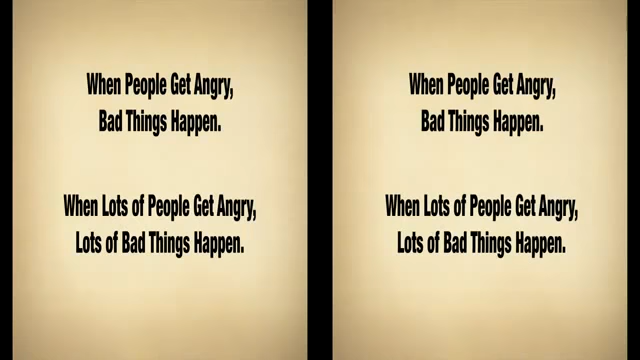 When People Get Angry,
Bad Things Happen.
When Lots of People Get Angry,
Lots of Bad Things Happen.
When People Get Angry,
Bad Things Happen.
When Lots of People Get Angry,
Lots of Bad Things Happen.